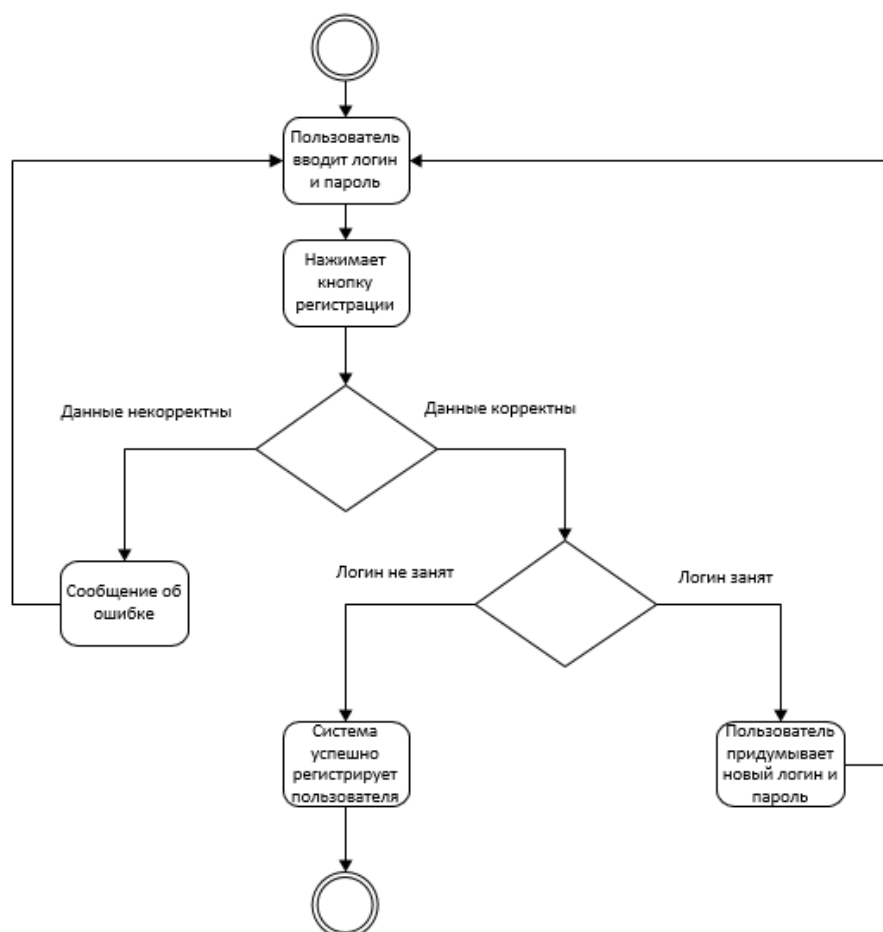 Пользователь
вводит логин
и пароль
Нажимает
кнопку
регистрации
Данные некорректны
Данные корректны
Сообщение об
ошибке
Логин не занят
Логин занят
Система
успешно
регистрирует
пользователя
Пользователь
придумывает
новый логин и
пароль